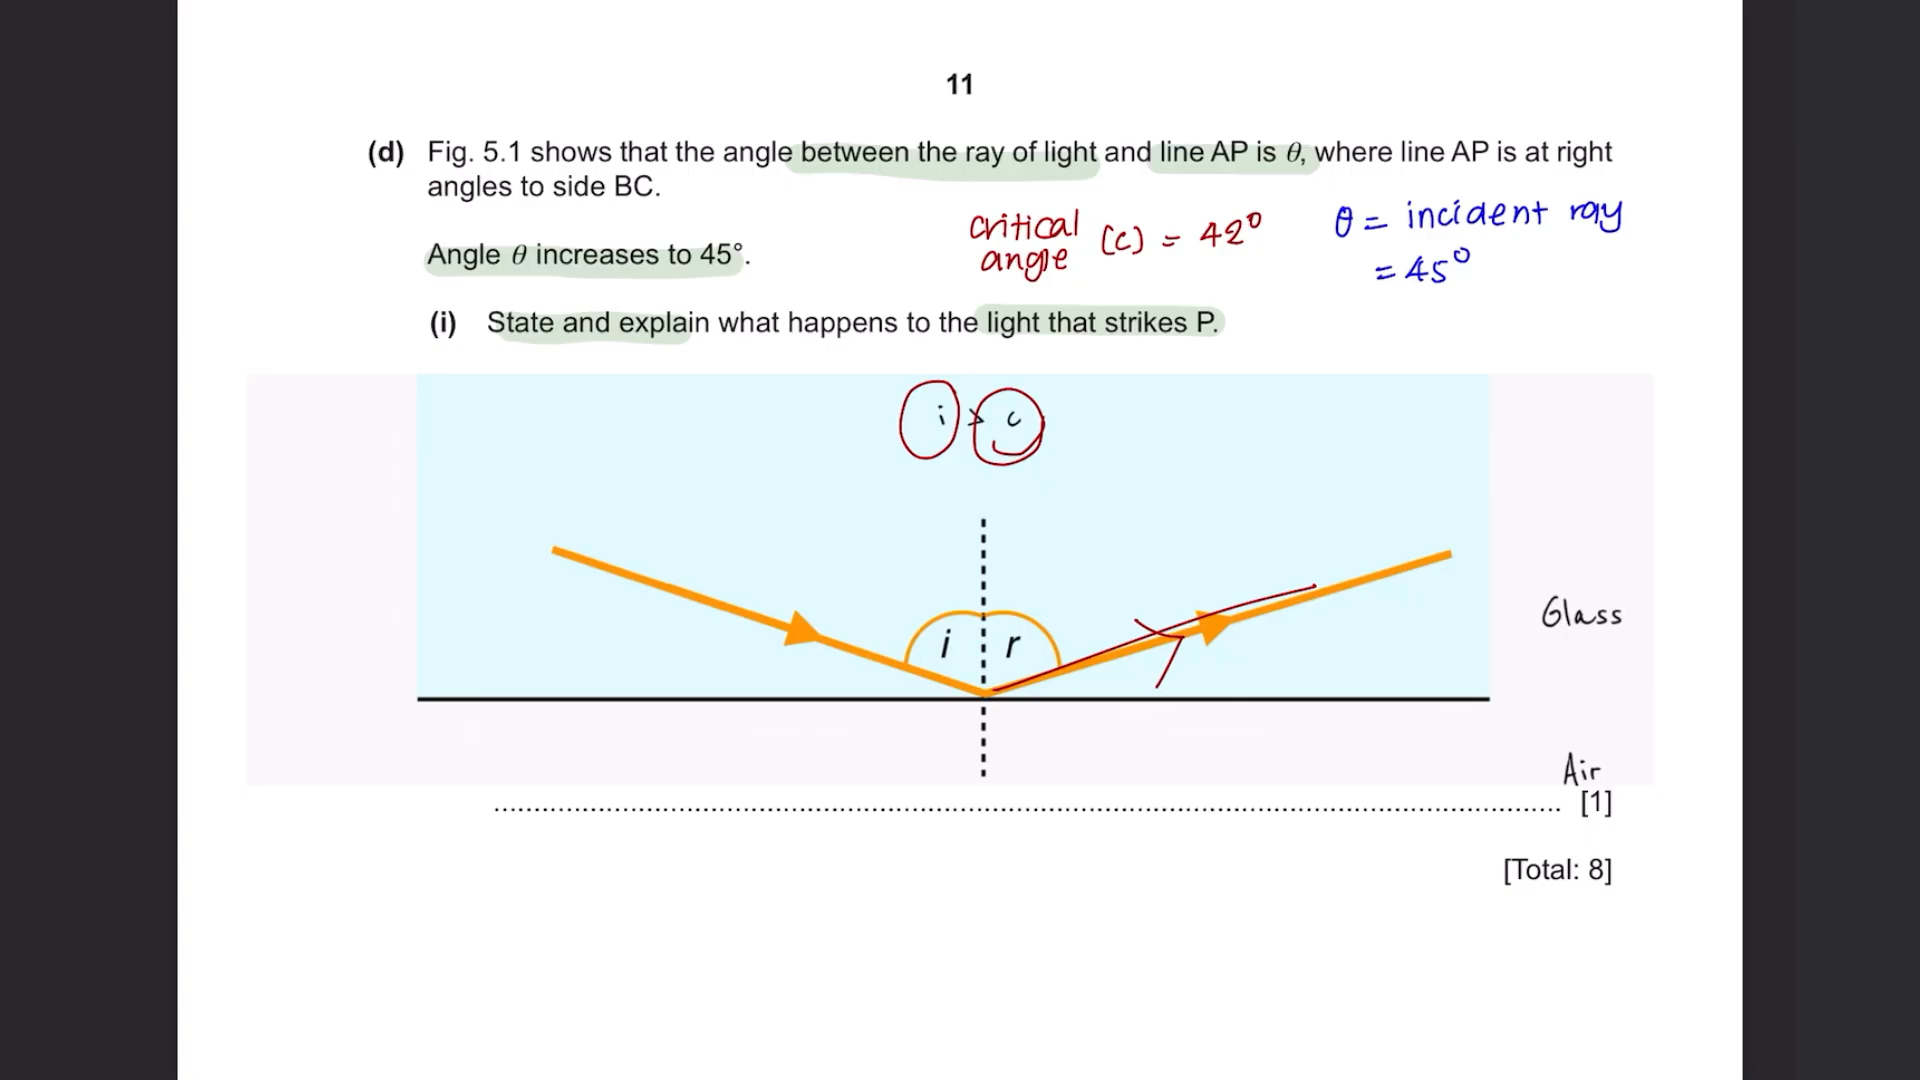 11
(d) Fig. 5.1 shows that the angle between the ray of light and line AP is θ, where line AP is at right
angles to side BC.
critical angle (c) = 42°
θ = incident ray
= 45°
Angle θ increases to 45°.
(i) State and explain what happens to the light that strikes P.
i > c
i r
Glass
Air
[1]
[Total: 8]